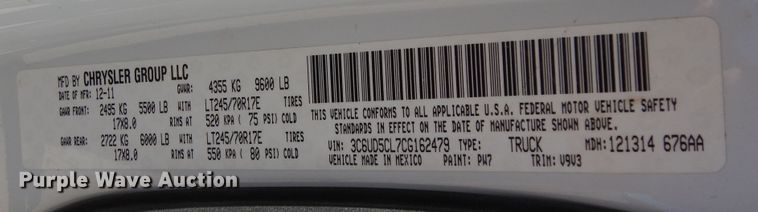 MFD BY CHRYSLER GROUP LLC
DATE OF MFR: 12-11 GVWR: 4355 KG 9600 LB
GAWR FRONT: 2495 KG 5500 LB WITH LT245/70R17E TIRES
17X8.0 RIMS AT 520 KPA ( 75 PSI) COLD
GAWR REAR: 2722 KG 6000 LB WITH LT245/70R17E TIRES
17X8.0 RIMS AT 550 KPA ( 80 PSI) COLD
THIS VEHICLE CONFORMS TO ALL APPLICABLE U.S.A. FEDERAL MOTOR VEHICLE SAFETY
STANDARDS IN EFFECT ON THE DATE OF MANUFACTURE SHOWN ABOVE.
VIN: 3C6UD5CL7CG162479 TYPE: TRUCK MDH: 121314 676AA
VEHICLE MADE IN MEXICO PAINT: PW7 TRIM: V9V3
Purple Wave Auction